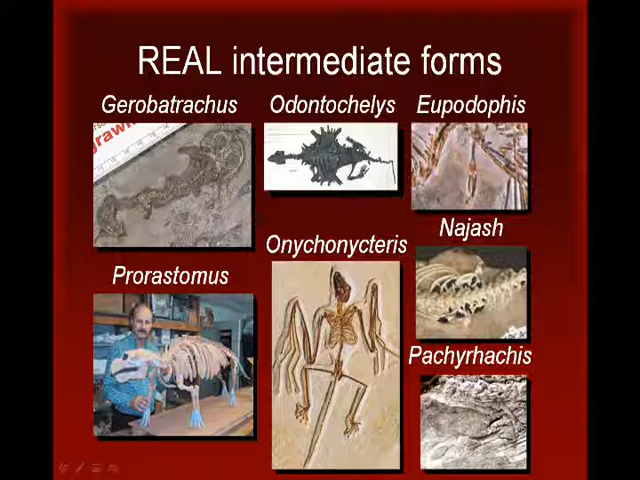 REAL intermediate forms
Gerobatrachus
Odontochelys
Eupodophis
Najash
Onychonycteris
Prorastomus
Pachyrhachis